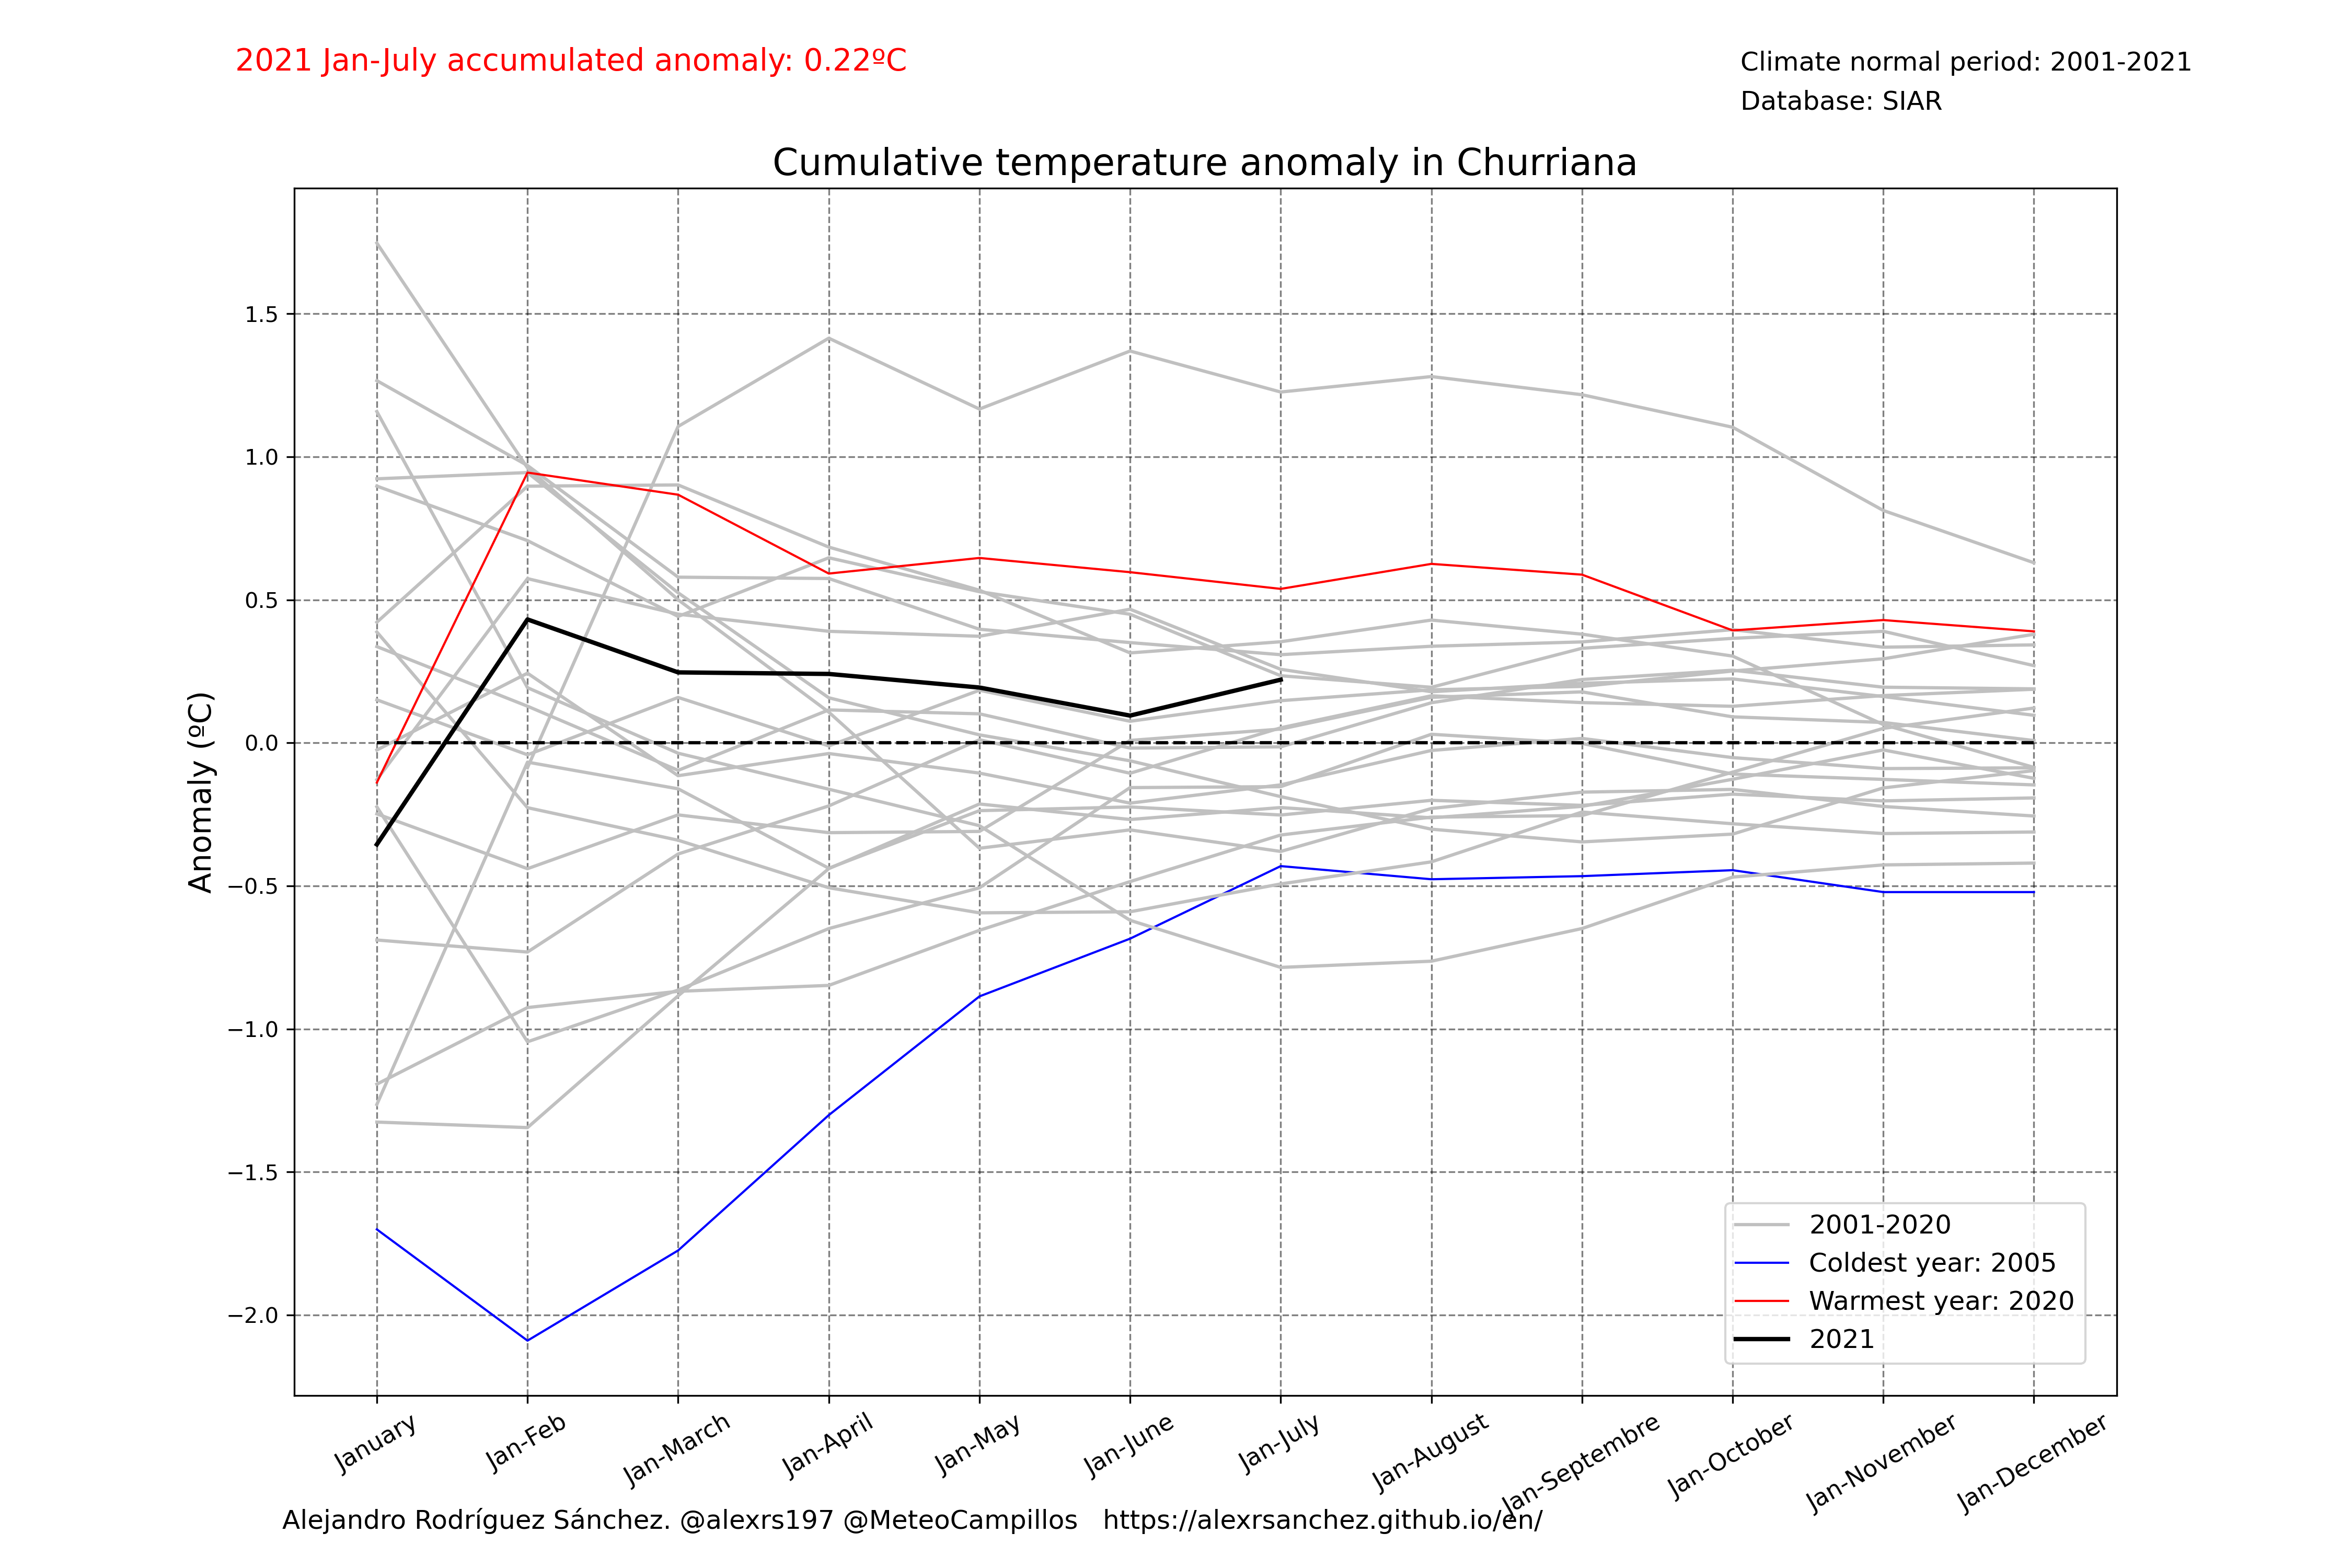 2021 Jan-July accumulated anomaly: 0.22ºC
Climate normal period: 2001-2021
Database: SIAR
Cumulative temperature anomaly in Churriana
Anomaly (ºC)
1.5
1.0
0.5
0.0
−0.5
−1.0
−1.5
−2.0
2001-2020
Coldest year: 2005
Warmest year: 2020
2021
January
Jan-Feb
Jan-March
Jan-April
Jan-May
Jan-June
Jan-July
Jan-August
Jan-Septembre
Jan-October
Jan-November
Jan-December
Alejandro Rodríguez Sánchez. @alexrs197 @MeteoCampillos https://alexrsanchez.github.io/en/